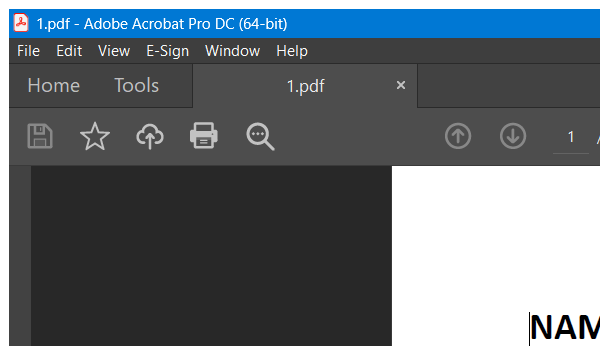 1.pdf - Adobe Acrobat Pro DC (64-bit)
File Edit View E-Sign Window Help
Home Tools 1.pdf ×
1 /
NAM